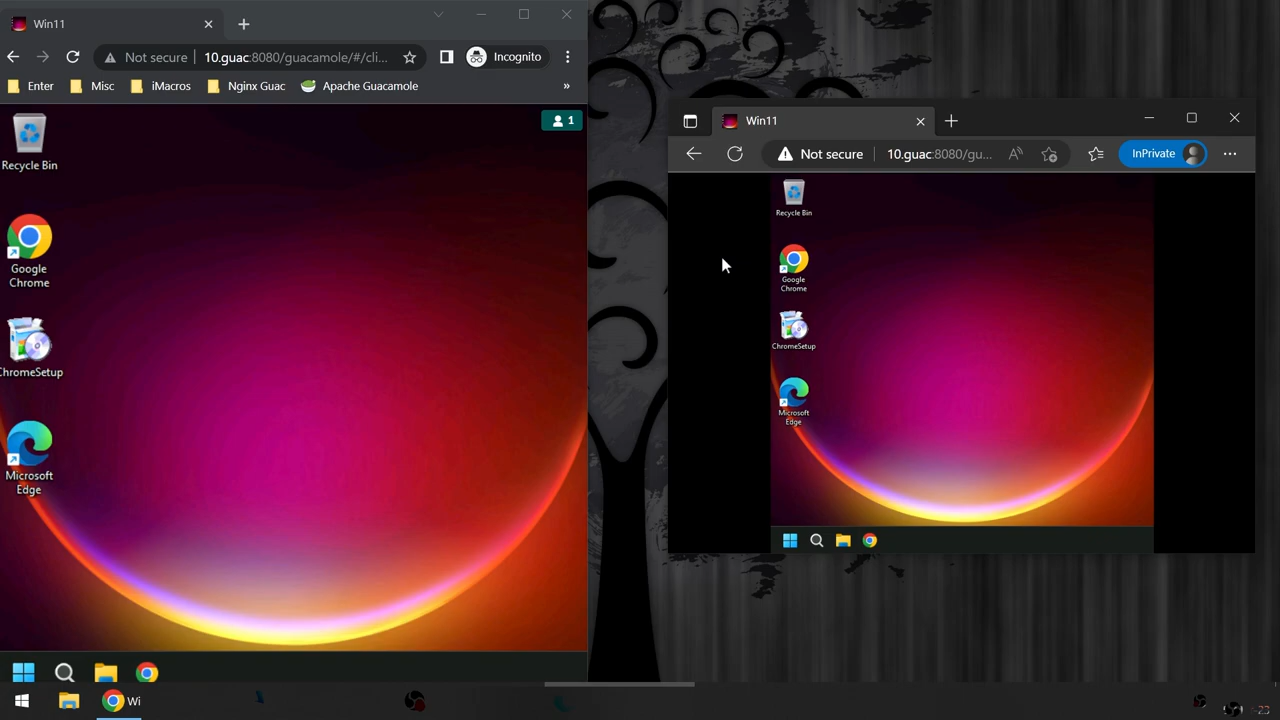 Win11
Not secure
10.guac:8080/guacamole/#/cli...
Incognito
Enter
Misc
iMacros
Nginx Guac
Apache Guacamole
»
1
Recycle Bin
Google
Chrome
ChromeSetup
Microsoft
Edge
Win11
Not secure
10.guac:8080/gu...
InPrivate
Recycle Bin
Google
Chrome
ChromeSetup
Microsoft
Edge
Wi